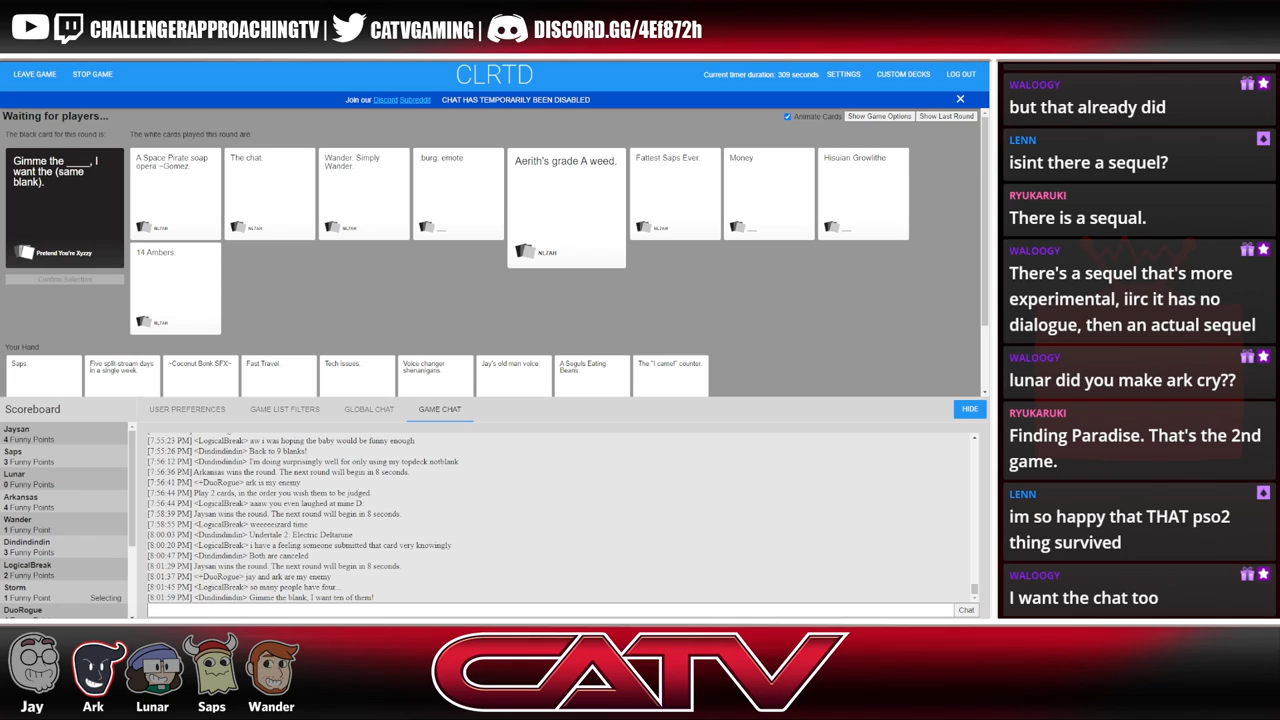 CHALLENGERAPPROACHINGTV | CATVGAMING | DISCORD.GG/4Ef872h
LEAVE GAME STOP GAME CLRTD Current timer duration: 309 seconds SETTINGS CUSTOM DECKS LOG OUT
Join our Discord Subreddit CHAT HAS TEMPORARILY BEEN DISABLED
Waiting for players...
Animate Cards Show Game Options Show Last Round
The black card for this round is: The white cards played this round are:
Gimme the ____, I
want the (same
blank).
Pretend You're Xyzzy
Confirm Selection
A Space Pirate soap
opera ~Gomez.
NL7AH
The chat.
NL7AH
Wander. Simply
Wander.
NL7AH
:burg: emote
____
Aerith's grade A weed.
NL7AH
Fattest Saps Ever.
NL7AH
Money
____
Hisuian Growlithe
____
14 Ambers.
NL7AH
Your Hand
Saps.
Five split-stream days
in a single week.
~Coconut Bonk SFX~
Fast Travel.
Tech issues.
Voice changer
shenanigans.
Jay's old man voice.
A Seguls Eating
Beans.
The "I camel" counter.
Scoreboard
Jaysan
4 Funny Points
Saps
3 Funny Points
Lunar
0 Funny Points
Arkansas
4 Funny Points
Wander
1 Funny Point
Dindindindin
3 Funny Points
LogicalBreak
2 Funny Points
Storm
1 Funny Point Selecting
DuoRogue
USER PREFERENCES GAME LIST FILTERS GLOBAL CHAT GAME CHAT HIDE
[7:55:23 PM] <LogicalBreak> aw i was hoping the baby would be funny enough
[7:55:26 PM] <Dindindindin> Back to 9 blanks!
[7:56:12 PM] <Dindindindin> I'm doing surprisingly well for only using my topdeck notblank
[7:56:36 PM] Arkansas wins the round. The next round will begin in 8 seconds.
[7:56:41 PM] <+DuoRogue> ark is my enemy
[7:56:44 PM] Play 2 cards, in the order you wish them to be judged.
[7:56:44 PM] <LogicalBreak> aaaw you even laughed at mine D:
[7:58:39 PM] Jaysan wins the round. The next round will begin in 8 seconds.
[7:58:55 PM] <LogicalBreak> weeeeeizard time
[8:00:03 PM] <Dindindindin> Undertale 2: Electric Deltarune
[8:00:20 PM] <LogicalBreak> i have a feeling someone submitted that card very knowingly
[8:00:47 PM] <Dindindindin> Both are canceled
[8:01:29 PM] Jaysan wins the round. The next round will begin in 8 seconds.
[8:01:37 PM] <+DuoRogue> jay and ark are my enemy
[8:01:45 PM] <LogicalBreak> so many people have four...
[8:01:59 PM] <Dindindindin> Gimme the blank, I want ten of them!
Chat
WALOOGY
but that already did
LENN
isint there a sequel?
RYUKARUKI
There is a sequal.
WALOOGY
There's a sequel that's more
experimental, iirc it has no
dialogue, then an actual sequel
WALOOGY
lunar did you make ark cry??
RYUKARUKI
Finding Paradise. That's the 2nd
game.
LENN
im so happy that THAT pso2
thing survived
WALOOGY
I want the chat too
Jay Ark Lunar Saps Wander
CATV